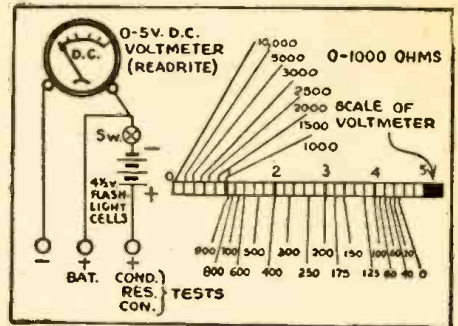 0-5V. D.C.
VOLTMETER
(READRITE)
D.C.
10,000
5000
3000
2500
2000
1500
1000
0-1000 OHMS
SCALE OF
VOLTMETER
Sw.
−
+
4½V.
FLASH
LIGHT
CELLS
0 2 3 4 5
900 700 500 300 200 150 100 60 20
800 600 400 250 175 125 80 40 0
− + +
BAT. COND. RES. CON. } TESTS